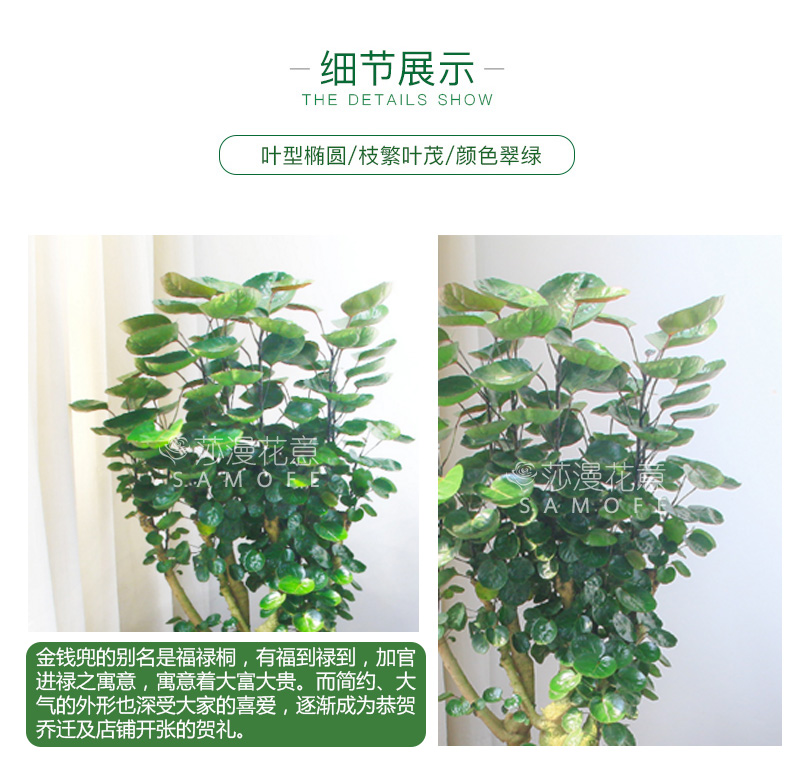 细节展示
THE DETAILS SHOW
叶型椭圆/枝繁叶茂/颜色翠绿
莎漫花意
SAMOFE
莎漫花意
SAMOFE
金钱兜的别名是福禄桐，有福到禄到，加官
进禄之寓意，寓意着大富大贵。而简约、大
气的外形也深受大家的喜爱，逐渐成为恭贺
乔迁及店铺开张的贺礼。